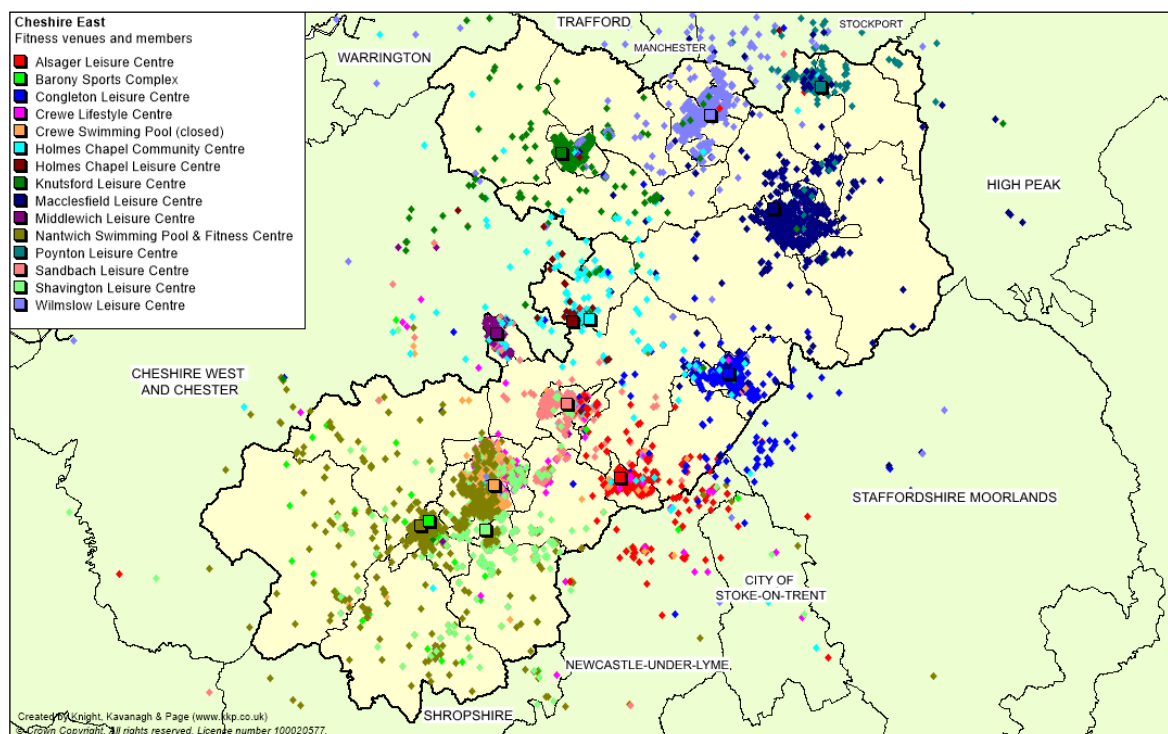 Cheshire East
Fitness venues and members
Alsager Leisure Centre
Barony Sports Complex
Congleton Leisure Centre
Crewe Lifestyle Centre
Crewe Swimming Pool (closed)
Holmes Chapel Community Centre
Holmes Chapel Leisure Centre
Knutsford Leisure Centre
Macclesfield Leisure Centre
Middlewich Leisure Centre
Nantwich Swimming Pool & Fitness Centre
Poynton Leisure Centre
Sandbach Leisure Centre
Shavington Leisure Centre
Wilmslow Leisure Centre
TRAFFORD
STOCKPORT
MANCHESTER
WARRINGTON
HIGH PEAK
CHESHIRE WEST
AND CHESTER
STAFFORDSHIRE MOORLANDS
CITY OF
STOKE-ON-TRENT
NEWCASTLE-UNDER-LYME,
SHROPSHIRE
Created by Knight, Kavanagh & Page (www.kkp.co.uk)
© Crown Copyright. All rights reserved. Licence number 100020577.